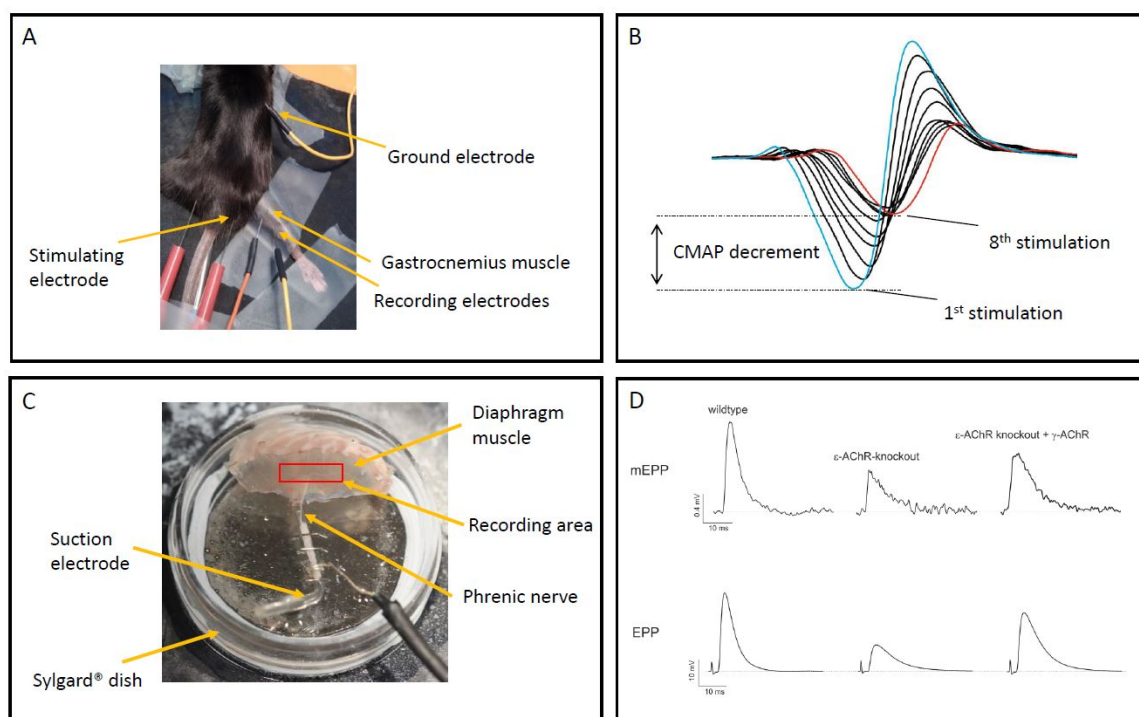 A
Ground electrode
Stimulating
electrode
Gastrocnemius muscle
Recording electrodes
B
CMAP decrement
8th stimulation
1st stimulation
C
Diaphragm
muscle
Recording area
Suction
electrode
Phrenic nerve
Sylgard® dish
D
wildtype
ε-AChR-knockout
ε-AChR knockout + γ-AChR
mEPP
0.4 mV
10 ms
EPP
10 mV
10 ms